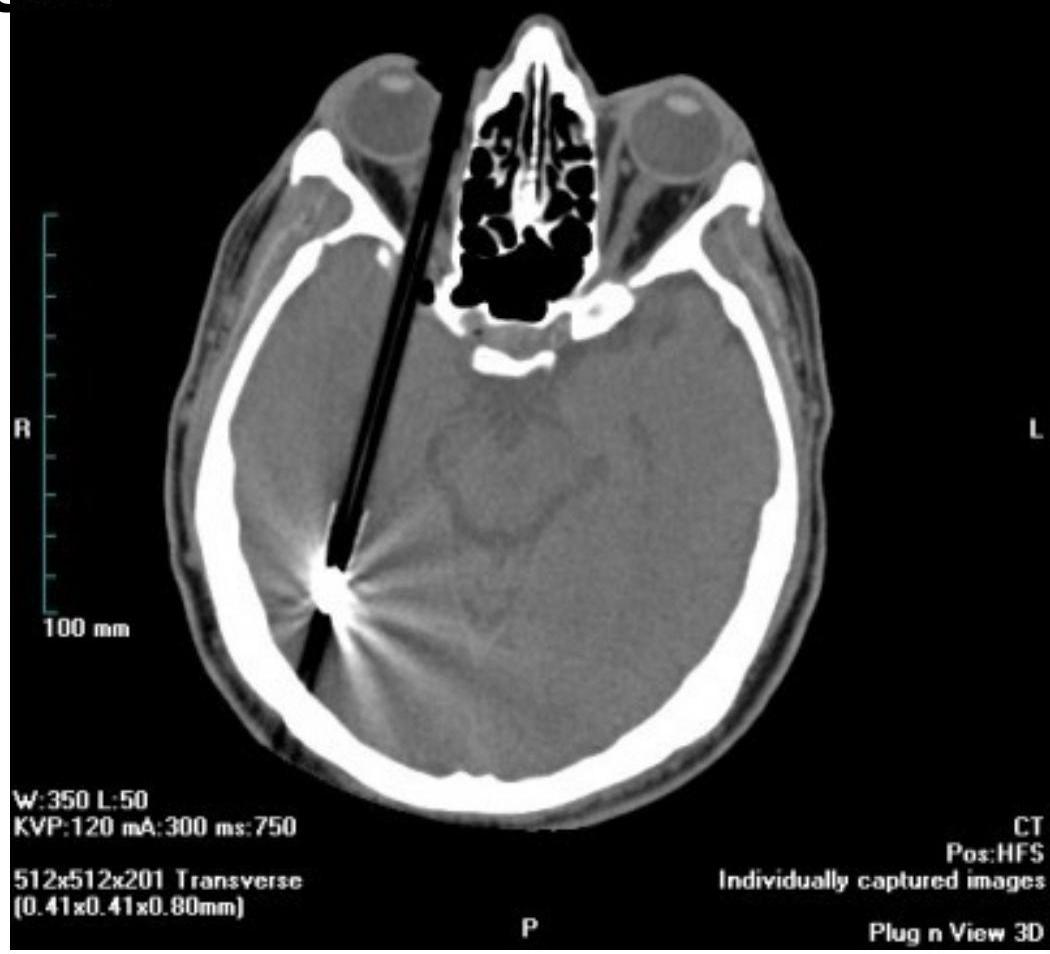 R
L
100 mm
W:350 L:50
KVP:120 mA:300 ms:750
512x512x201 Transverse
(0.41x0.41x0.80mm)
P
CT
Pos:HFS
Individually captured images
Plug n View 3D